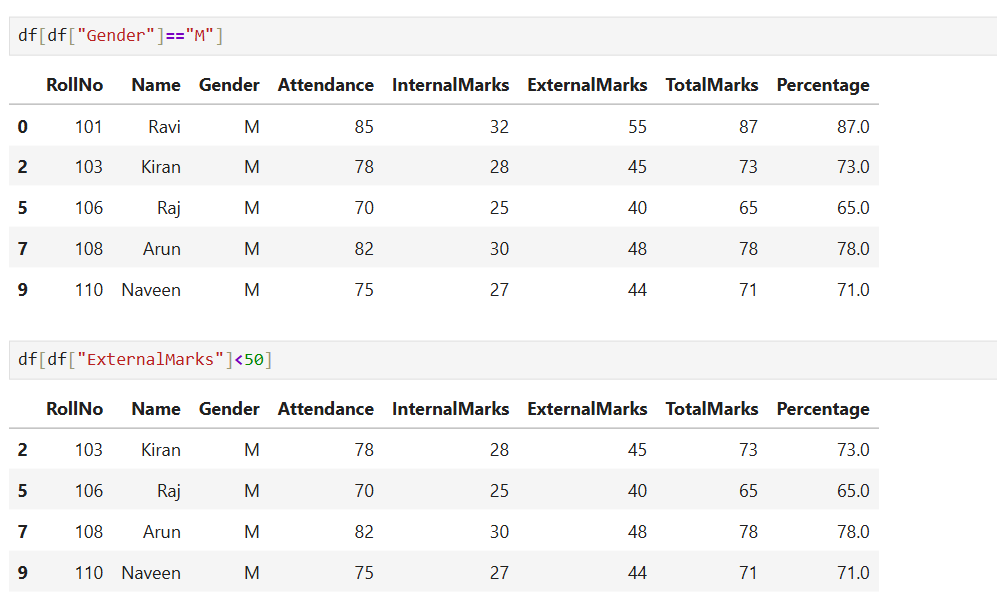 df[df["Gender"]=="M"]
RollNo Name Gender Attendance InternalMarks ExternalMarks TotalMarks Percentage
0 101 Ravi M 85 32 55 87 87.0
2 103 Kiran M 78 28 45 73 73.0
5 106 Raj M 70 25 40 65 65.0
7 108 Arun M 82 30 48 78 78.0
9 110 Naveen M 75 27 44 71 71.0
df[df["ExternalMarks"]<50]
RollNo Name Gender Attendance InternalMarks ExternalMarks TotalMarks Percentage
2 103 Kiran M 78 28 45 73 73.0
5 106 Raj M 70 25 40 65 65.0
7 108 Arun M 82 30 48 78 78.0
9 110 Naveen M 75 27 44 71 71.0